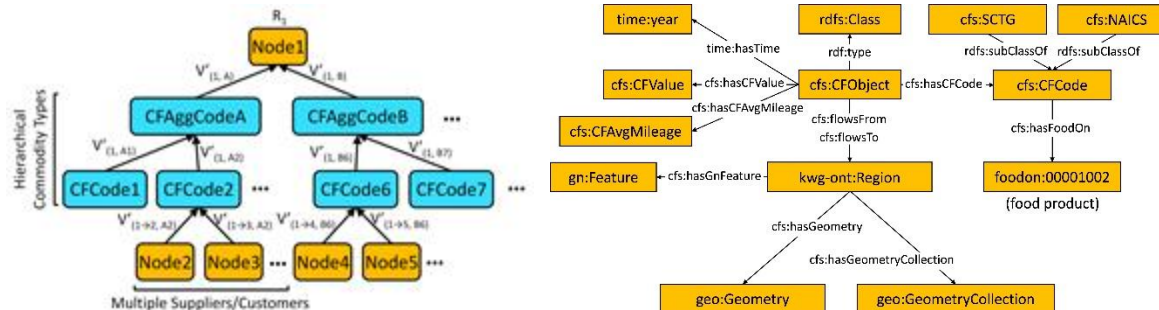 R₁
Node1
V'(1, A)
V'(1, B)
Hierarchical
Commodity Types
CFAggCodeA
CFAggCodeB
...
V'(1, A1)
V'(1, A2)
V'(1, B6)
V'(1, B7)
CFCode1
CFCode2
...
CFCode6
CFCode7
...
V'(1→2, A2)
V'(1→3, A2)
V'(1→4, B6)
V'(1→5, B6)
Node2
Node3
...
Node4
Node5
...
Multiple Suppliers/Customers
time:year
rdfs:Class
cfs:SCTG
cfs:NAICS
time:hasTime
rdf:type
rdfs:subClassOf
rdfs:subClassOf
cfs:CFValue
cfs:hasCFValue
cfs:CFObject
cfs:hasCFCode
cfs:CFCode
cfs:hasCFAvgMileage
cfs:CFAvgMileage
cfs:flowsFrom
cfs:flowsTo
cfs:hasFoodOn
gn:Feature
cfs:hasGnFeature
kwg-ont:Region
foodon:00001002
(food product)
cfs:hasGeometry
cfs:hasGeometryCollection
geo:Geometry
geo:GeometryCollection